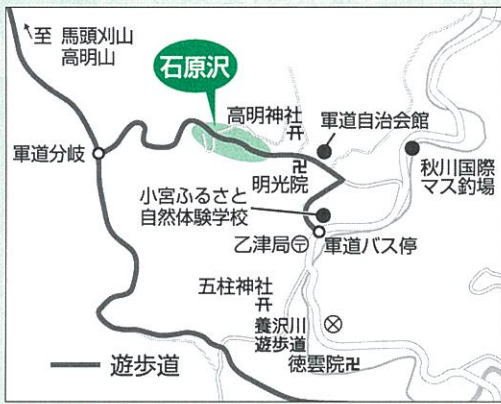 至 馬頭刈山
高明山
石原沢
高明神社
軍道自治会館
軍道分岐
明光院
秋川国際
マス釣場
小宮ふるさと
自然体験学校
乙津局
軍道バス停
五柱神社
養沢川
遊歩道
徳雲院
遊歩道